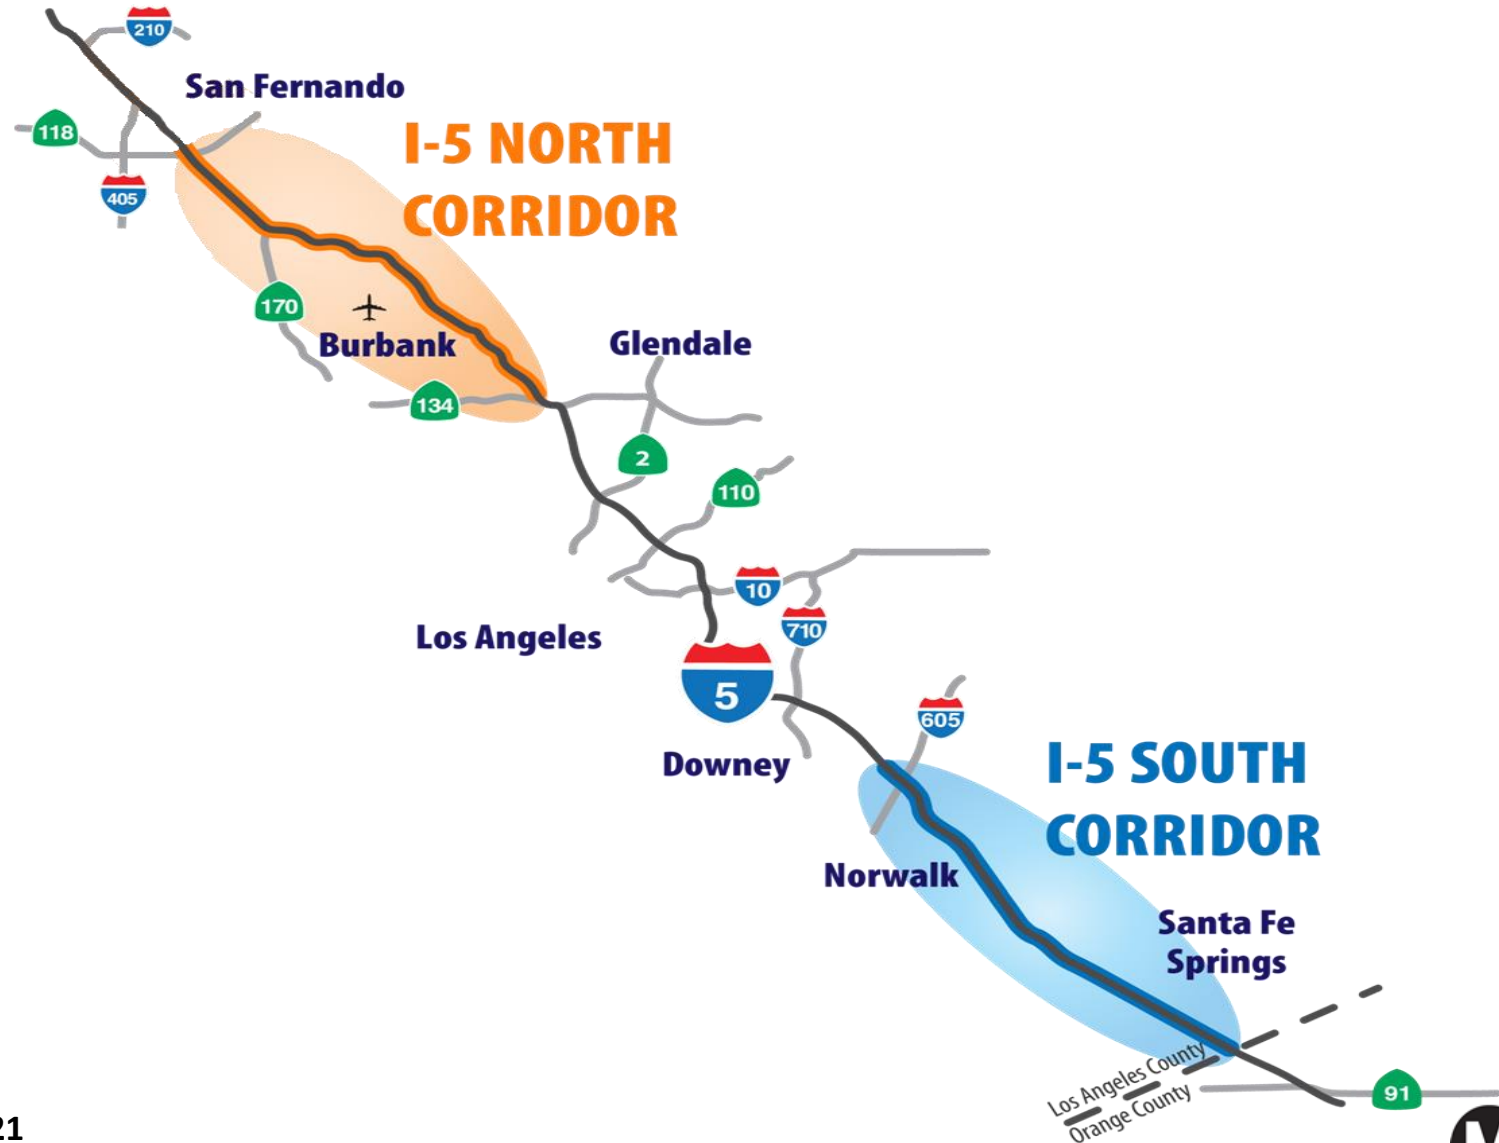 210
San Fernando
118
I-5 NORTH
CORRIDOR
405
170
Burbank
Glendale
134
2
110
10
Los Angeles
710
5
605
Downey
I-5 SOUTH
CORRIDOR
Norwalk
Santa Fe
Springs
Los Angeles County
Orange County
91
21